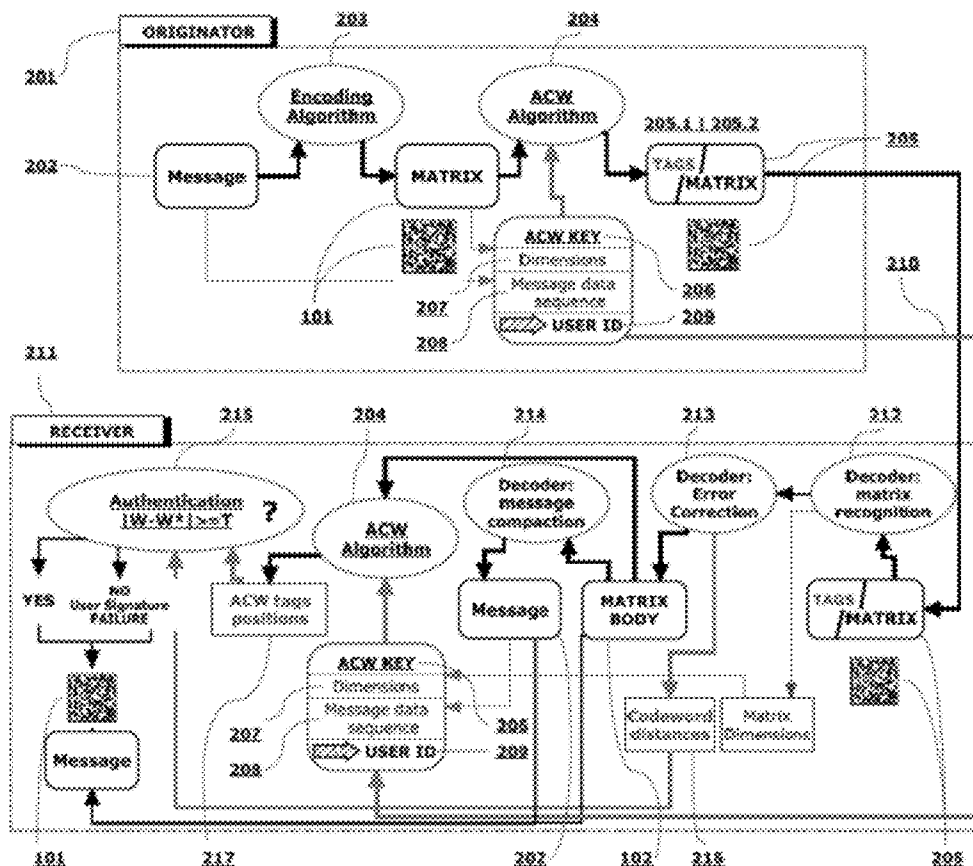 ORIGINATOR
203
204
201
Encoding
Algorithm
ACW
Algorithm
205.1 | 205.2
202
205
Message
MATRIX
TAGS
MATRIX
ACW KEY
Dimensions
210
Message data
sequence
206
101
207
USER ID
209
208
211
215
204
214
213
212
RECEIVER
Authentication
|W-W*|>=T
?
Decoder:
message
compaction
Decoder:
Error
Correction
Decoder:
matrix
recognition
ACW
Algorithm
YES
NO
User Signature
FAILURE
ACW tags
positions
Message
MATRIX
BODY
TAGS
MATRIX
ACW KEY
Dimensions
207
Message data
sequence
206
Codeword
distances
Matrix
Dimensions
USER ID
209
208
Message
101
217
202
102
216
205